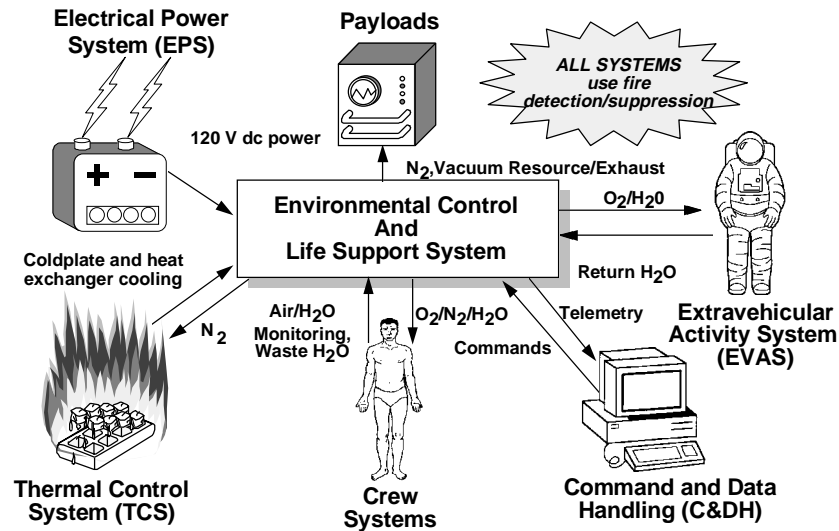 Electrical Power
System (EPS)
Payloads
ALL SYSTEMS
use fire
detection/suppression
120 V dc power
N2,Vacuum Resource/Exhaust
Environmental Control
And
Life Support System
O2/H20
Return H2O
Coldplate and heat
exchanger cooling
N2
Air/H2O
Monitoring,
Waste H2O
O2/N2/H2O
Commands
Telemetry
Extravehicular
Activity System
(EVAS)
Thermal Control
System (TCS)
Crew
Systems
Command and Data
Handling (C&DH)